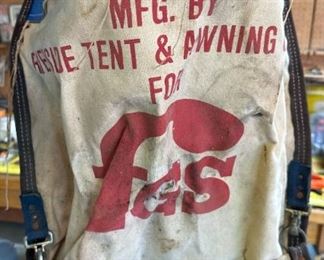 MFG. BY
TENT & AWNING
FOR
fas